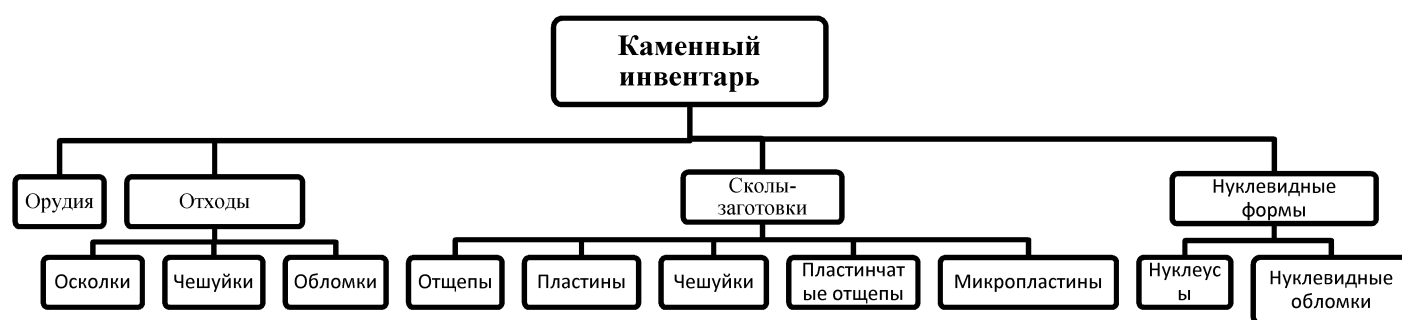 Каменный
инвентарь
Орудия
Отходы
Сколы-
заготовки
Нуклевидные
формы
Осколки
Чешуйки
Обломки
Отщепы
Пластины
Чешуйки
Пластинчат
ые отщепы
Микропластины
Нуклеус
ы
Нуклевидные
обломки